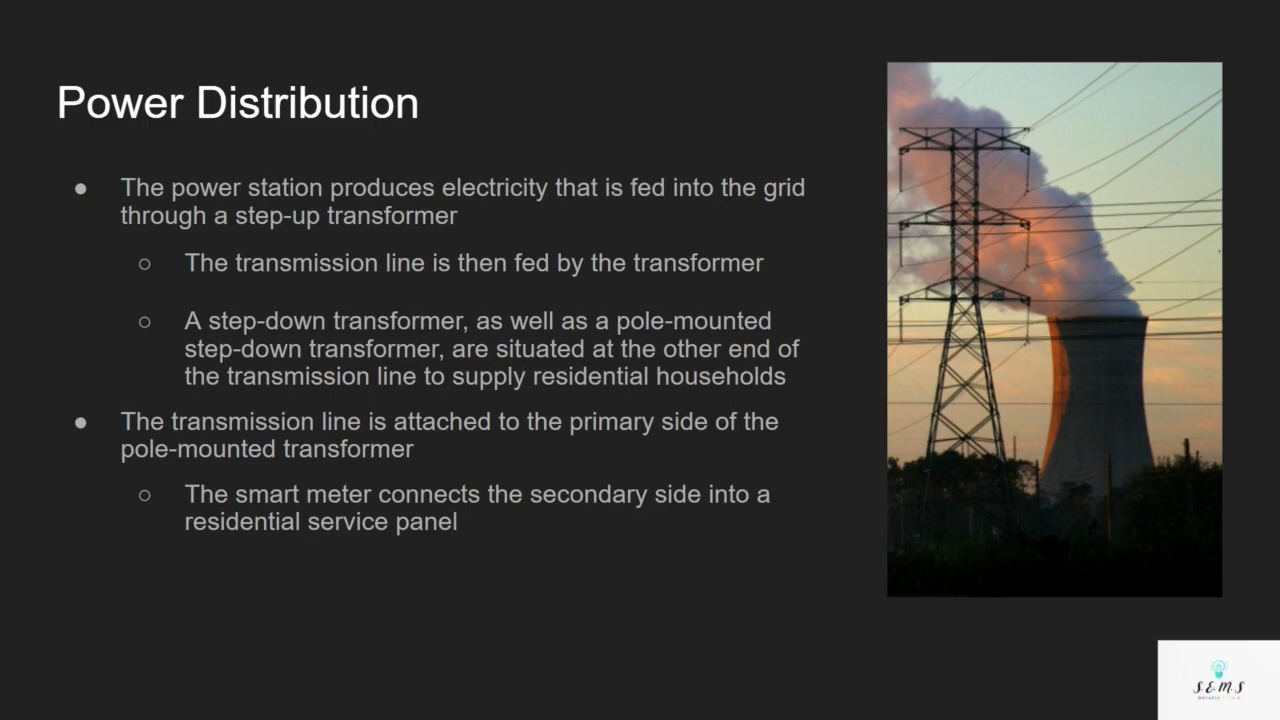 Power Distribution
● The power station produces electricity that is fed into the grid
through a step-up transformer
○ The transmission line is then fed by the transformer
○ A step-down transformer, as well as a pole-mounted
step-down transformer, are situated at the other end of
the transmission line to supply residential households
● The transmission line is attached to the primary side of the
pole-mounted transformer
○ The smart meter connects the secondary side into a
residential service panel
S.E.M.S